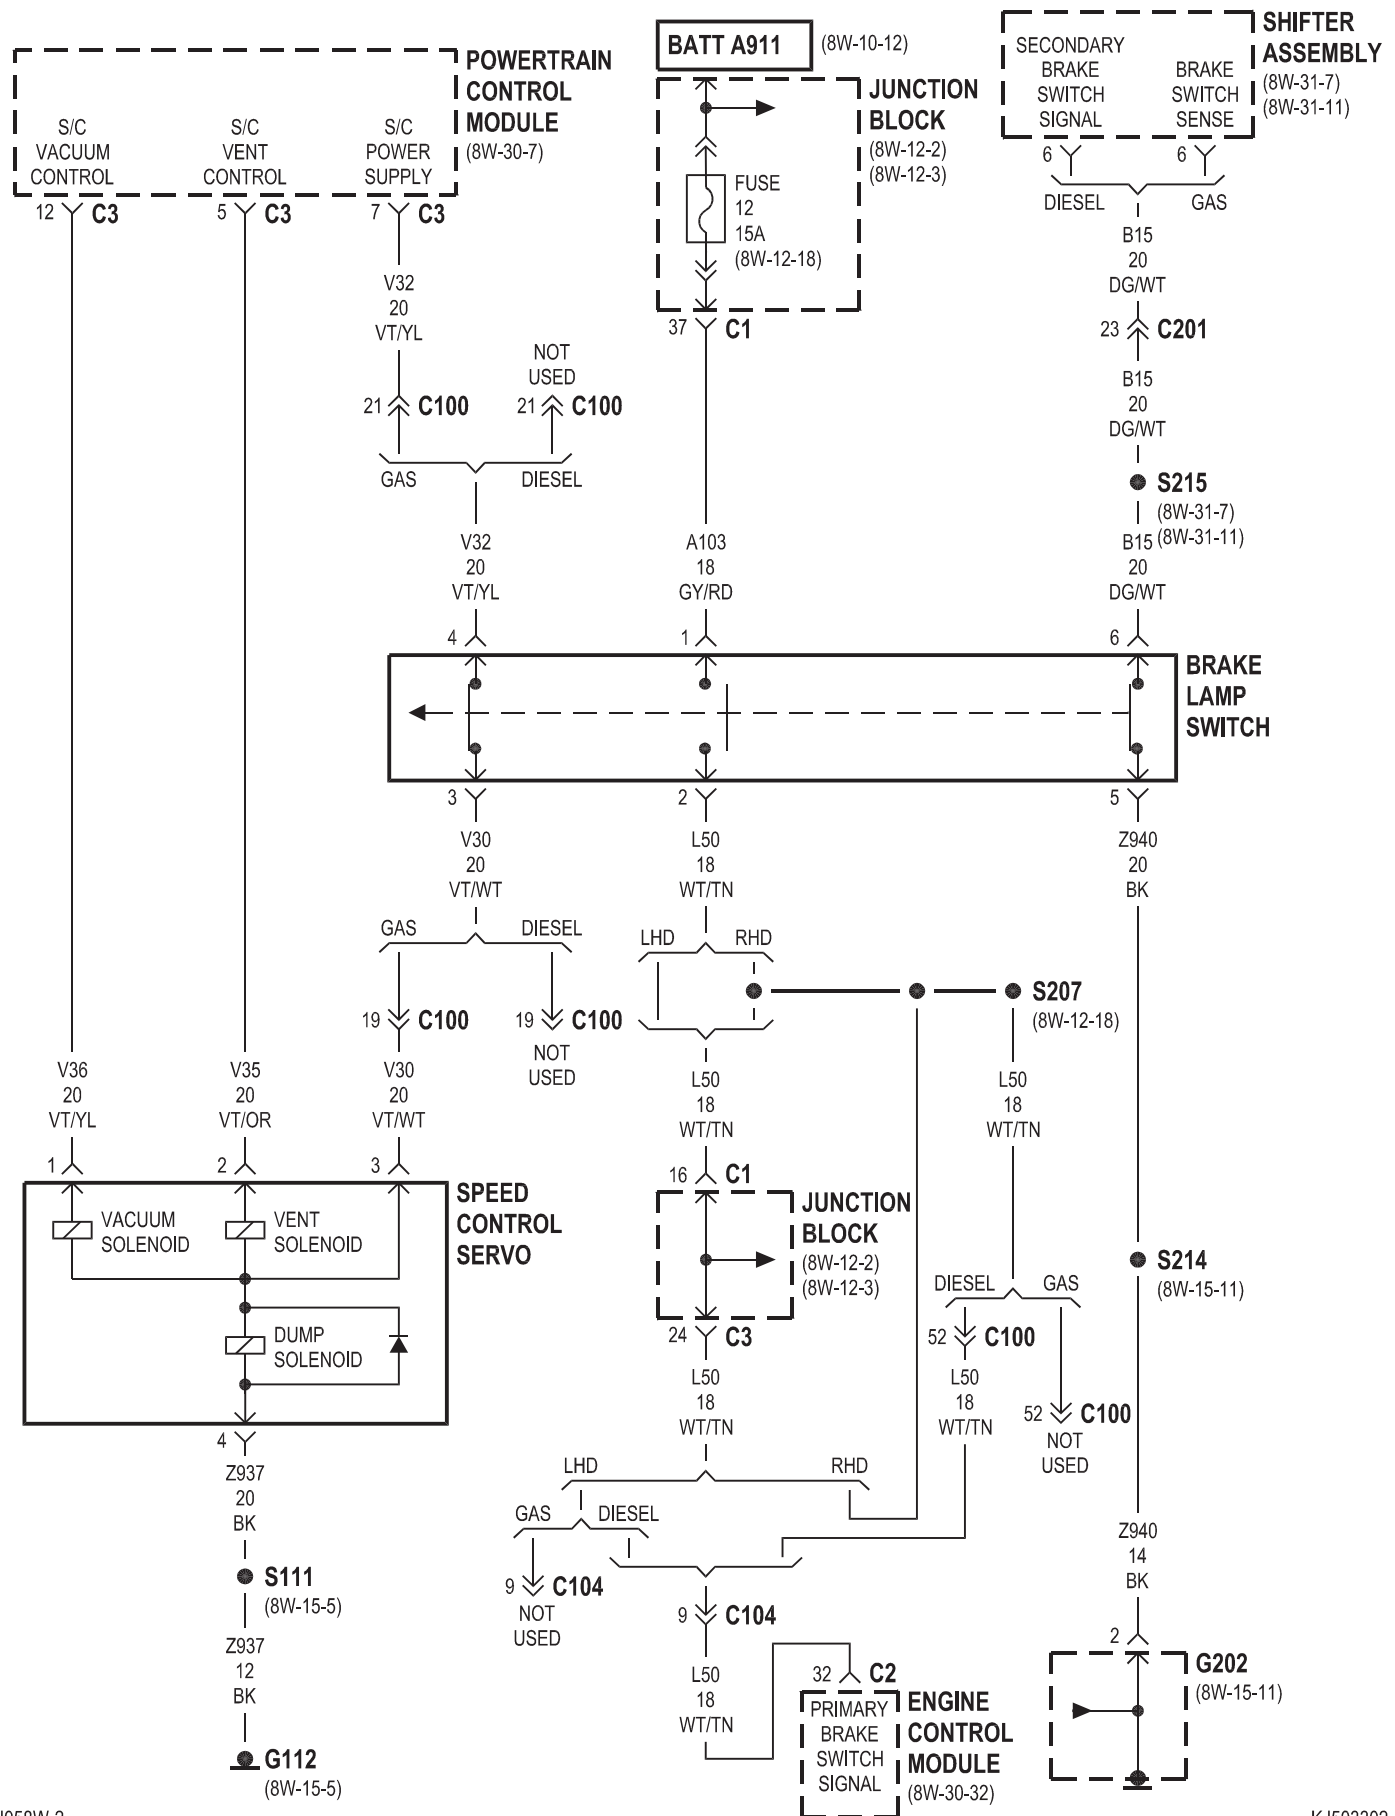 BATT A911
(8W-10-12)
SHIFTER
ASSEMBLY
(8W-31-7)
(8W-31-11)
SECONDARY
BRAKE
SWITCH
SIGNAL
BRAKE
SWITCH
SENSE
POWERTRAIN
CONTROL
MODULE
(8W-30-7)
S/C
VACUUM
CONTROL
S/C
VENT
CONTROL
S/C
POWER
SUPPLY
JUNCTION
BLOCK
(8W-12-2)
(8W-12-3)
FUSE
12
15A
(8W-12-18)
12 C3
5 C3
7 C3
6
6
DIESEL
GAS
B15
20
DG/WT
V32
20
VT/YL
37 C1
23 C201
NOT
USED
21 C100
21 C100
B15
20
DG/WT
GAS
DIESEL
S215
(8W-31-7)
(8W-31-11)
V32
20
VT/YL
A103
18
GY/RD
B15
20
DG/WT
4
1
6
BRAKE
LAMP
SWITCH
3
2
5
V30
20
VT/WT
L50
18
WT/TN
Z940
20
BK
GAS
DIESEL
LHD
RHD
S207
(8W-12-18)
19 C100
19 C100
NOT
USED
V36
20
VT/YL
V35
20
VT/OR
V30
20
VT/WT
L50
18
WT/TN
L50
18
WT/TN
1
2
3
16 C1
SPEED
CONTROL
SERVO
VACUUM
SOLENOID
VENT
SOLENOID
DUMP
SOLENOID
JUNCTION
BLOCK
(8W-12-2)
(8W-12-3)
S214
(8W-15-11)
DIESEL
GAS
24 C3
52 C100
L50
18
WT/TN
L50
18
WT/TN
52 C100
NOT
USED
4
Z937
20
BK
LHD
RHD
GAS
DIESEL
Z940
14
BK
S111
(8W-15-5)
9 C104
NOT
USED
9 C104
Z937
12
BK
L50
18
WT/TN
32 C2
PRIMARY
BRAKE
SWITCH
SIGNAL
ENGINE
CONTROL
MODULE
(8W-30-32)
2
G202
(8W-15-11)
G112
(8W-15-5)